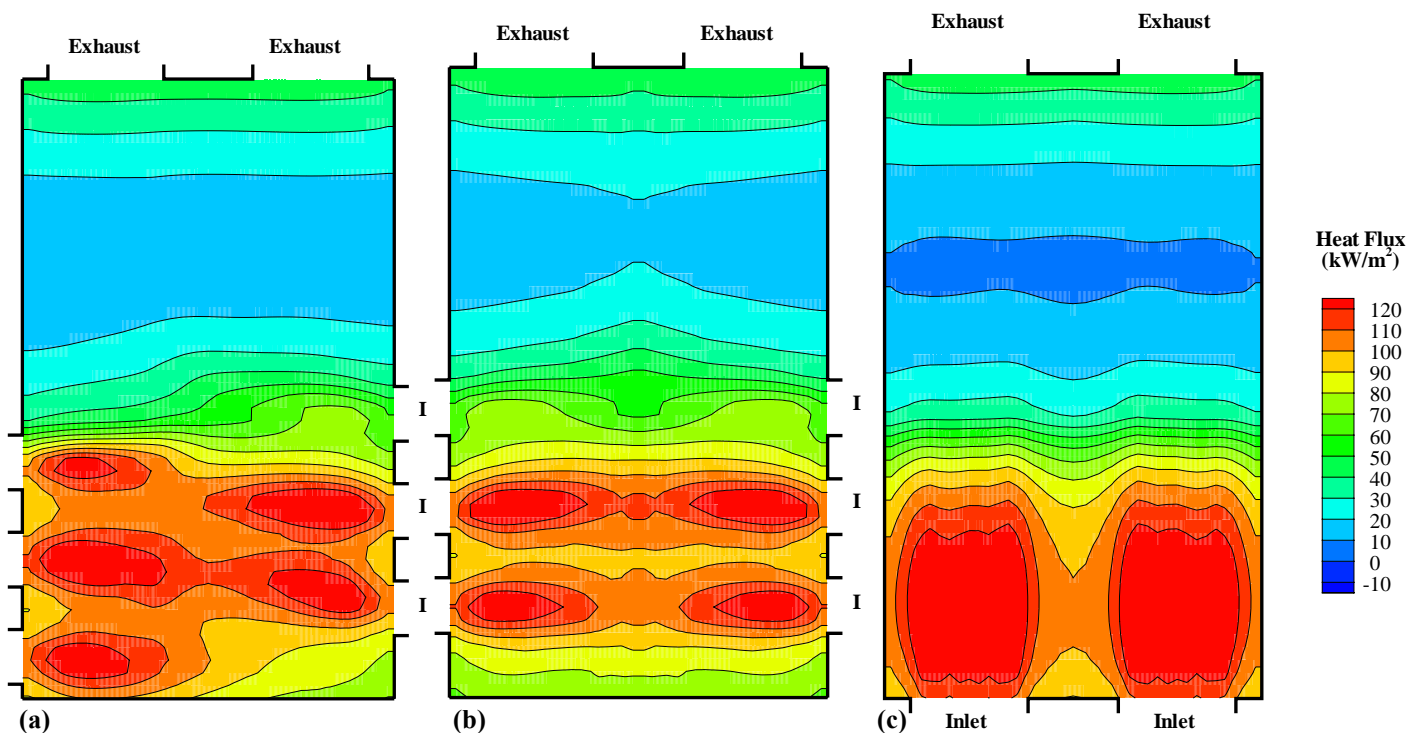 Exhaust Exhaust
Exhaust Exhaust
Exhaust Exhaust
Heat Flux
(kW/m2)
120
110
100
90
80
70
60
50
40
30
20
10
0
-10
I
I
I
I
I
I
(a)
(b)
(c)
Inlet Inlet